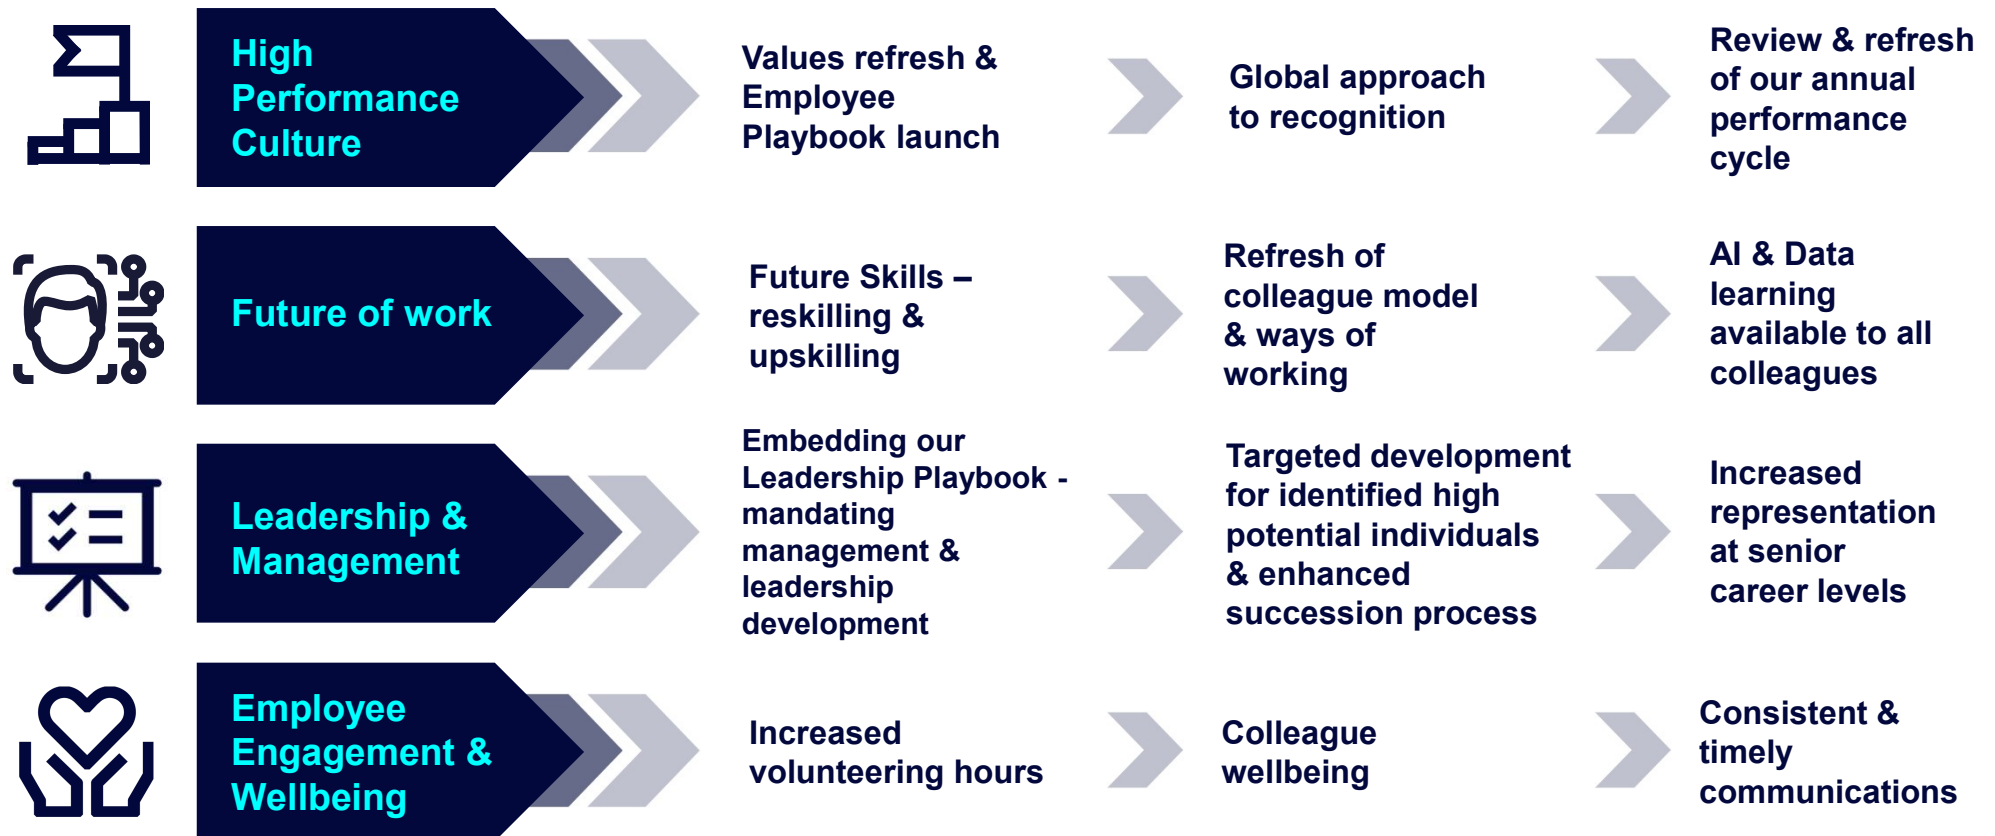 High
Performance
Culture
Values refresh &
Employee
Playbook launch
Global approach
to recognition
Review & refresh
of our annual
performance
cycle
Future of work
Future Skills –
reskilling &
upskilling
Refresh of
colleague model
& ways of
working
AI & Data
learning
available to all
colleagues
Leadership &
Management
Embedding our
Leadership Playbook -
mandating
management &
leadership
development
Targeted development
for identified high
potential individuals
& enhanced
succession process
Increased
representation
at senior
career levels
Employee
Engagement &
Wellbeing
Increased
volunteering hours
Colleague
wellbeing
Consistent &
timely
communications